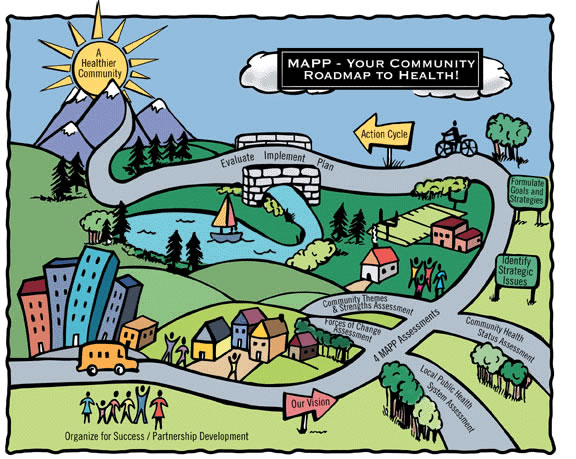 A
Healthier
Community
MAPP - Your Community
Roadmap to Health!
Action Cycle
Evaluate Implement Plan
Formulate
Goals and
Strategies
Identify
Strategic
Issues
Community Themes
& Strengths Assessment
Forces of Change
Assessment
4 MAPP Assessments
Community Health
Status Assessment
Local Public Health
System Assessment
Our Vision
Organize for Success / Partnership Development